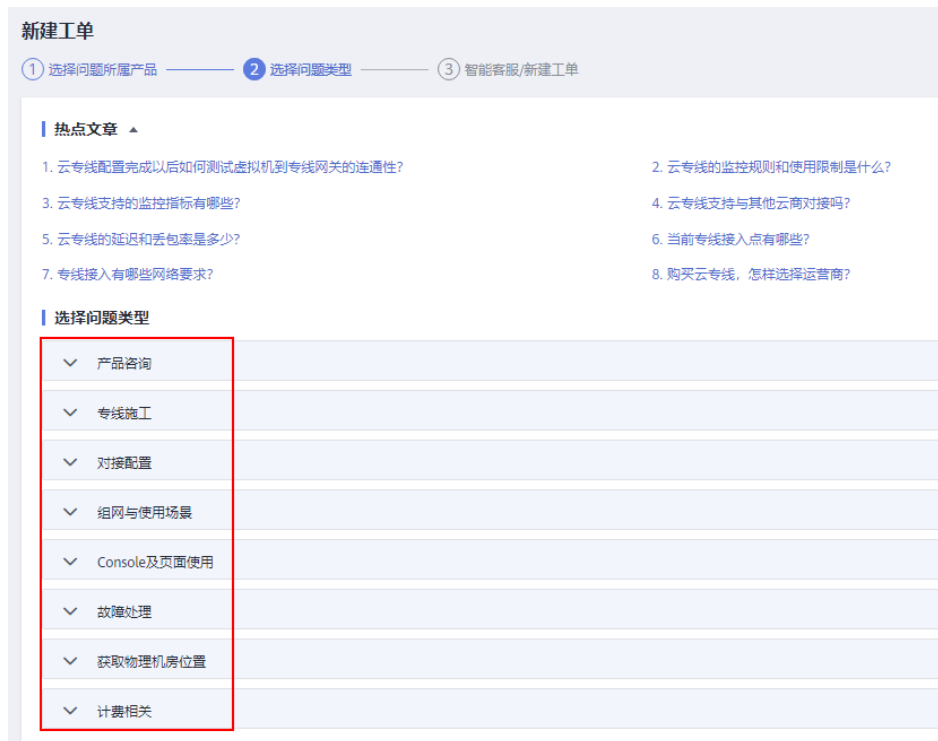 新建工单
1 选择问题所属产品 2 选择问题类型 3 智能客服/新建工单
热点文章
1. 云专线配置完成以后如何测试虚拟机到专线网关的连通性?
2. 云专线的监控规则和使用限制是什么?
3. 云专线支持的监控指标有哪些?
4. 云专线支持与其他云商对接吗?
5. 云专线的延迟和丢包率是多少?
6. 当前专线接入点有哪些?
7. 专线接入有哪些网络要求?
8. 购买云专线，怎样选择运营商?
选择问题类型
产品咨询
专线施工
对接配置
组网与使用场景
Console及页面使用
故障处理
获取物理机房位置
计费相关